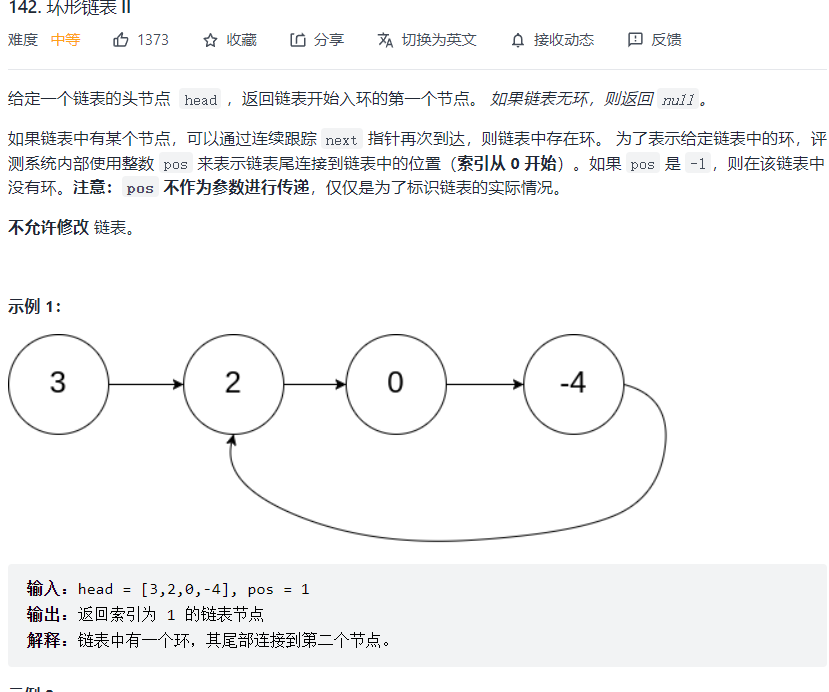 142. 环形链表 II
难度 中等 1373 收藏 分享 切换为英文 接收动态 反馈
给定一个链表的头节点 head ，返回链表开始入环的第一个节点。 如果链表无环，则返回 null。
如果链表中有某个节点，可以通过连续跟踪 next 指针再次到达，则链表中存在环。 为了表示给定链表中的环，评
测系统内部使用整数 pos 来表示链表尾连接到链表中的位置（索引从 0 开始）。如果 pos 是 -1，则在该链表中
没有环。注意：pos 不作为参数进行传递，仅仅是为了标识链表的实际情况。
不允许修改 链表。
示例 1：
3 2 0 -4
输入：head = [3,2,0,-4], pos = 1
输出：返回索引为 1 的链表节点
解释：链表中有一个环，其尾部连接到第二个节点。